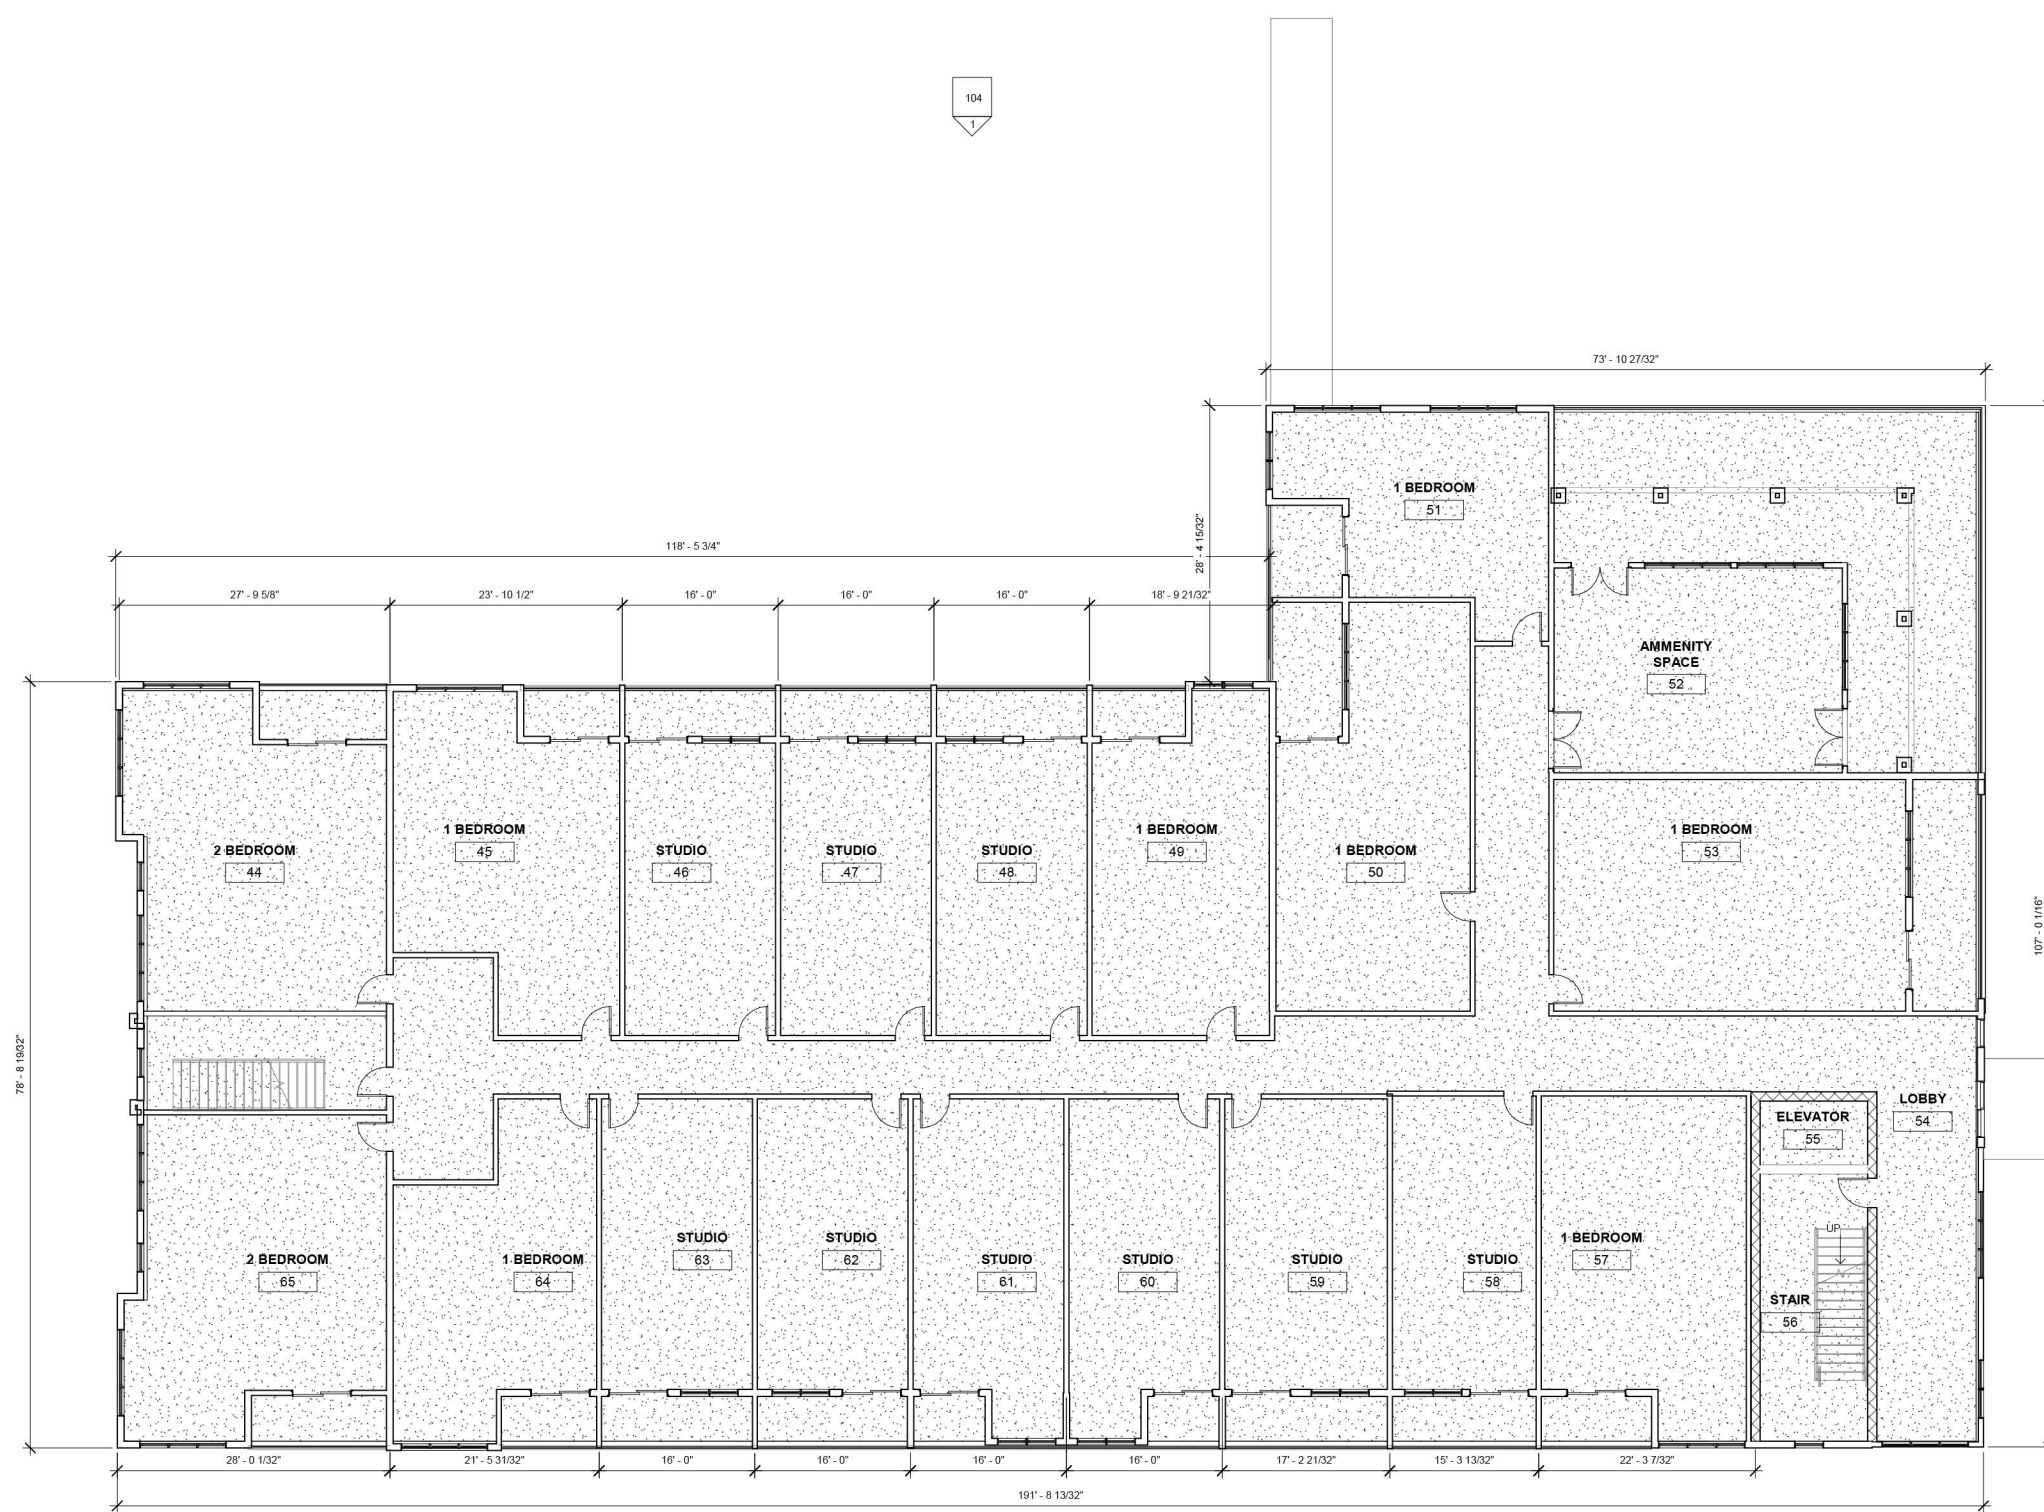 104
1
73' - 10 27/32"
28' - 4 15/32"
118' - 5 3/4"
27' - 9 5/8"
23' - 10 1/2"
16' - 0"
16' - 0"
16' - 0"
18' - 9 21/32"
1 BEDROOM
51
AMMENITY
SPACE
52
2 BEDROOM
44
1 BEDROOM
45
STUDIO
46
STUDIO
47
STUDIO
48
1 BEDROOM
49
1 BEDROOM
50
1 BEDROOM
53
107' - 0 1/16"
78' - 8 19/32"
LOBBY
54
ELEVATOR
55
UP
STAIR
56
2 BEDROOM
65
1 BEDROOM
64
STUDIO
63
STUDIO
62
STUDIO
61
STUDIO
60
STUDIO
59
STUDIO
58
1 BEDROOM
57
28' - 0 1/32"
21' - 5 31/32"
16' - 0"
16' - 0"
16' - 0"
16' - 0"
17' - 2 21/32"
15' - 3 13/32"
22' - 3 7/32"
191' - 8 13/32"